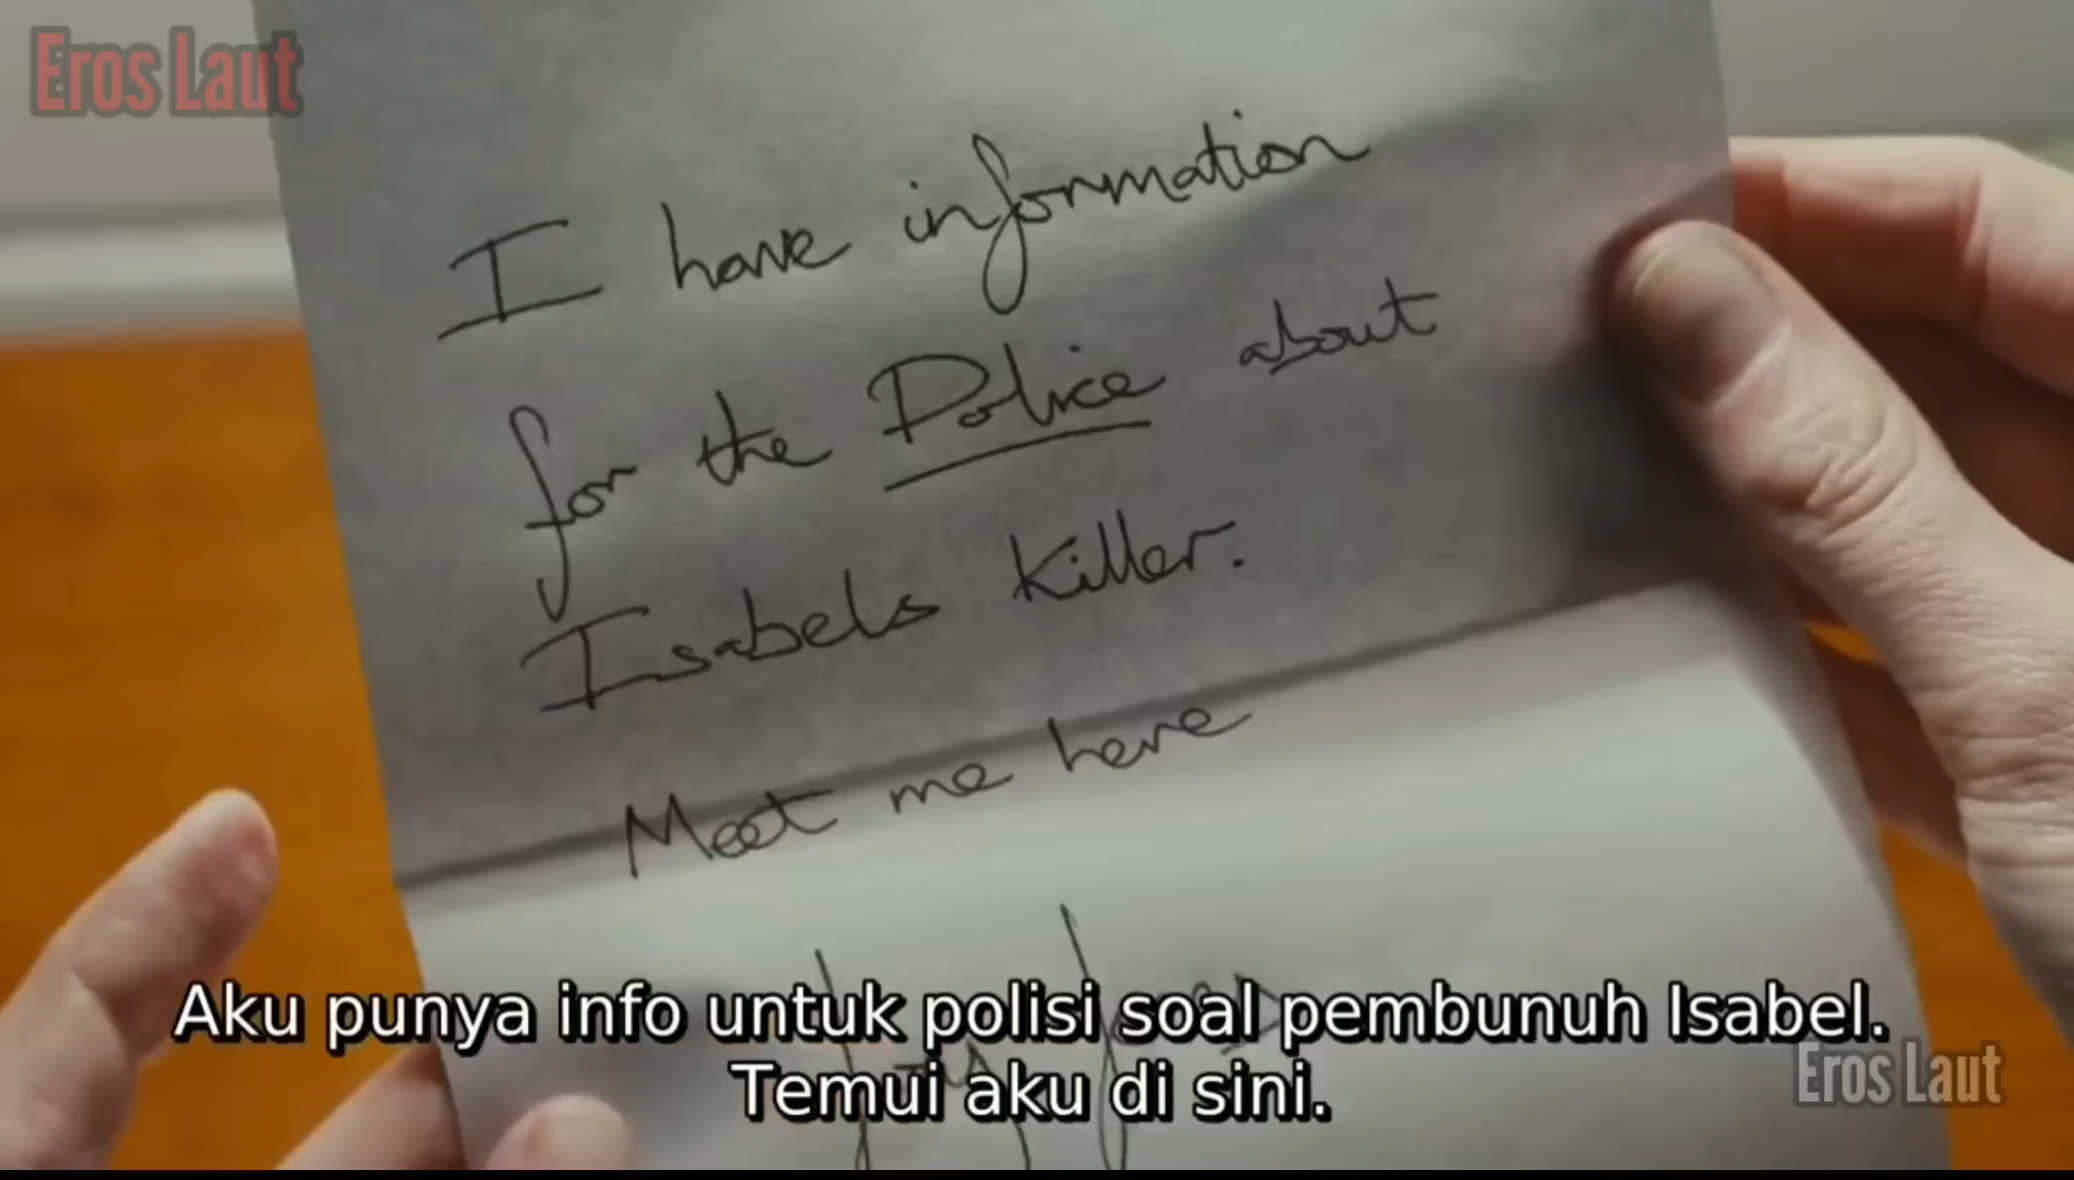 Eros Laut
I have information
for the Police about
Isabels killer.
Meet me here
Aku punya info untuk polisi soal pembunuh Isabel.
Temui aku di sini.
Eros Laut